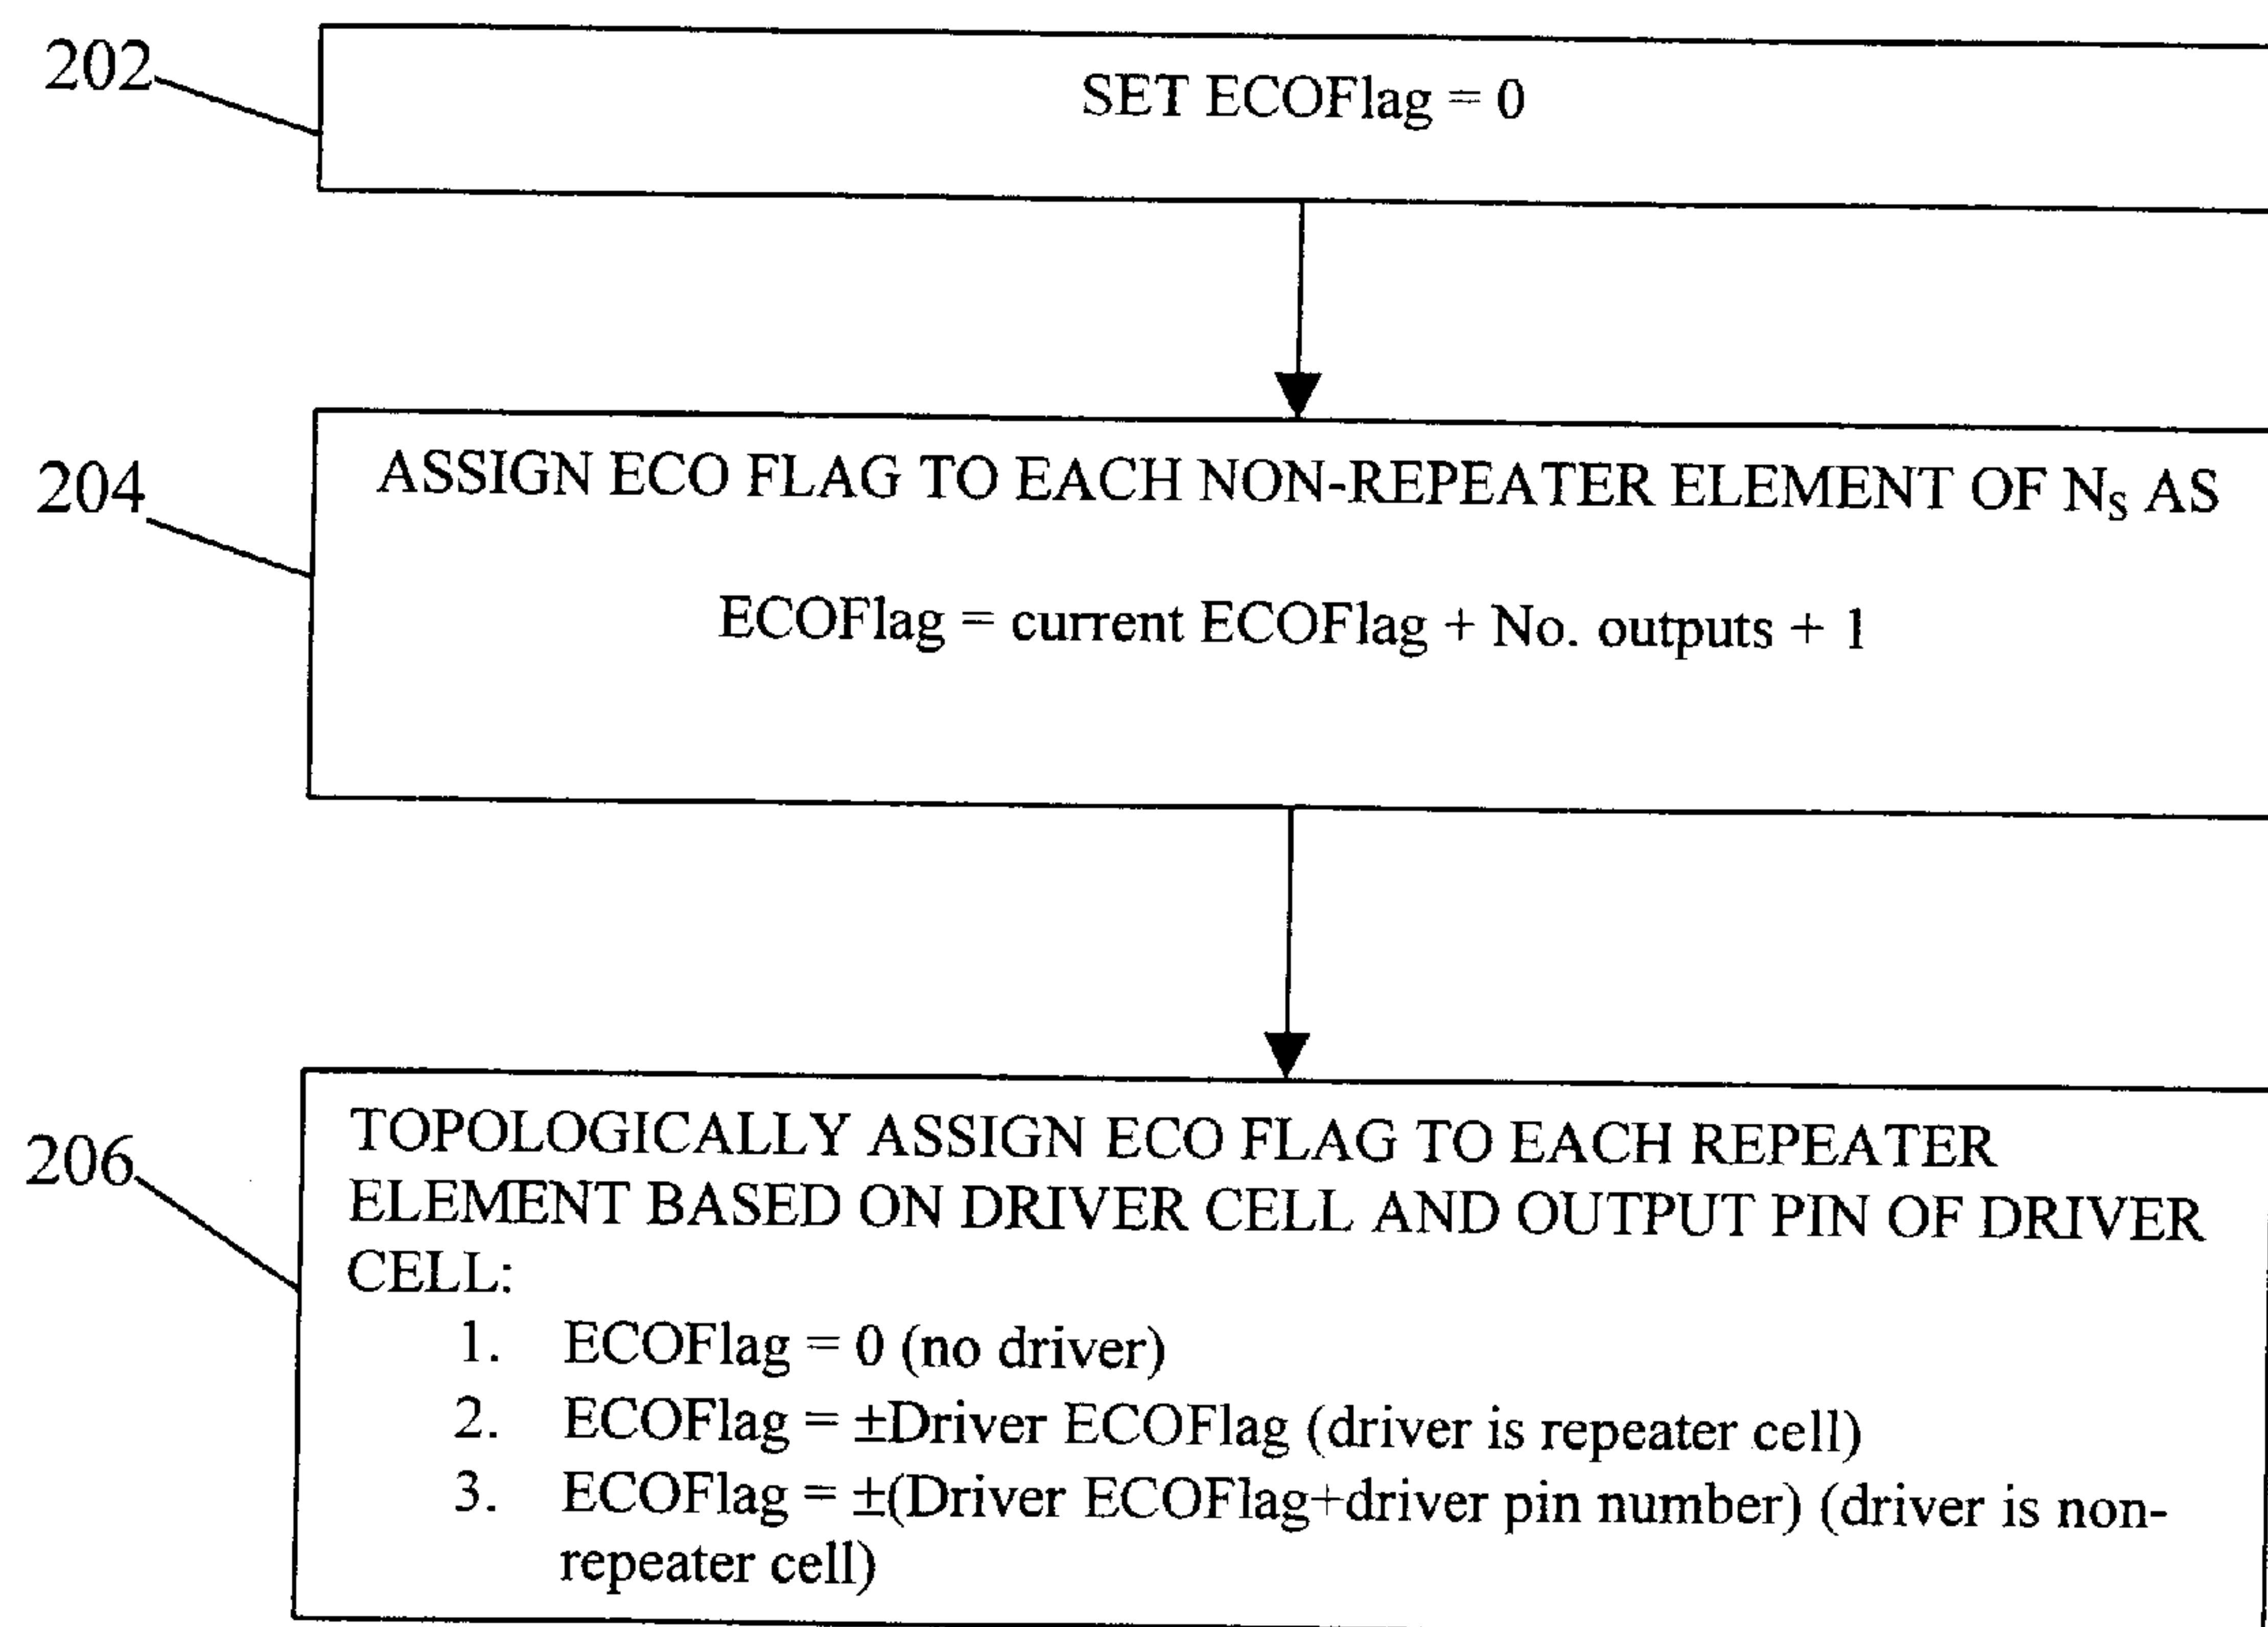 202
SET ECOFlag = 0
204
ASSIGN ECO FLAG TO EACH NON-REPEATER ELEMENT OF NS AS
ECOFlag = current ECOFlag + No. outputs + 1
206
TOPOLOGICALLY ASSIGN ECO FLAG TO EACH REPEATER
ELEMENT BASED ON DRIVER CELL AND OUTPUT PIN OF DRIVER
CELL:
1. ECOFlag = 0 (no driver)
2. ECOFlag = ±Driver ECOFlag (driver is repeater cell)
3. ECOFlag = ±(Driver ECOFlag+driver pin number) (driver is non-
repeater cell)